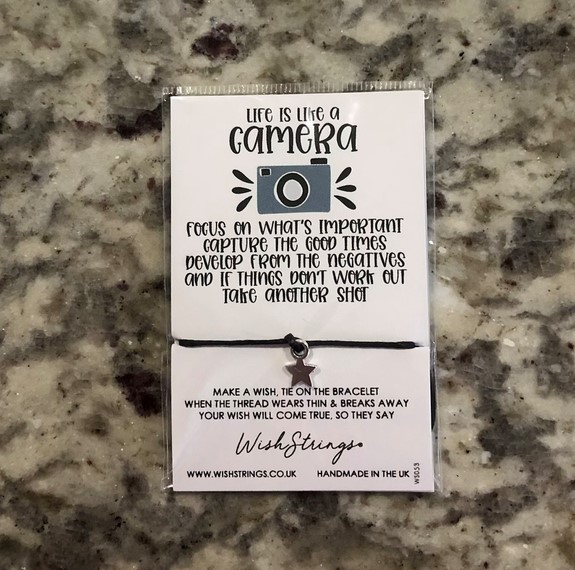 LIFE IS LIKE A
CAMERA
FOCUS ON WHAT'S IMPORTANT
CAPTURE THE GOOD TIMES
DEVELOP FROM THE NEGATIVES
AND IF THINGS DON'T WORK OUT
TAKE ANOTHER SHOT
MAKE A WISH, TIE ON THE BRACELET
WHEN THE THREAD WEARS THIN & BREAKS AWAY
YOUR WISH WILL COME TRUE, SO THEY SAY
WishStrings
WWW.WISHSTRINGS.CO.UK HANDMADE IN THE UK
WS053